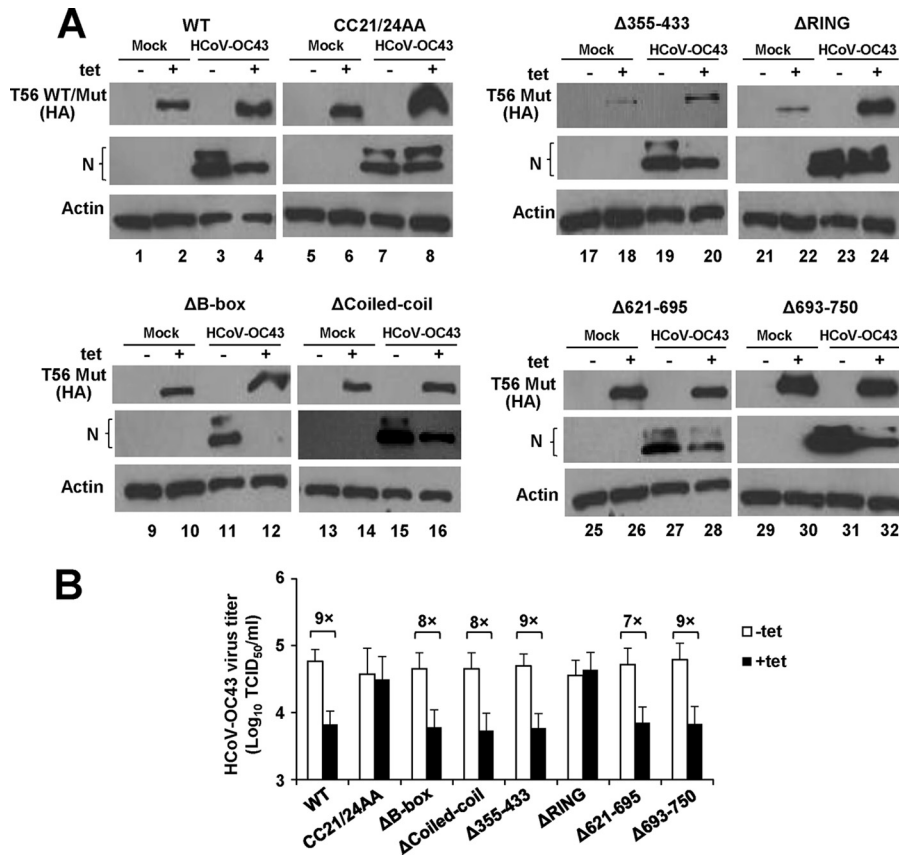 A
WT CC21/24AA
Mock HCoV-OC43 Mock HCoV-OC43
tet - + - + - + - +
T56 WT/Mut
(HA)
N
Actin
1 2 3 4 5 6 7 8
Δ355-433 ΔRING
Mock HCoV-OC43 Mock HCoV-OC43
tet - + - + - + - +
T56 Mut
(HA)
N
Actin
17 18 19 20 21 22 23 24
ΔB-box ΔCoiled-coil
Mock HCoV-OC43 Mock HCoV-OC43
tet - + - + - + - +
T56 Mut
(HA)
N
Actin
9 10 11 12 13 14 15 16
Δ621-695 Δ693-750
Mock HCoV-OC43 Mock HCoV-OC43
tet - + - + - + - +
T56 Mut
(HA)
N
Actin
25 26 27 28 29 30 31 32
B
HCoV-OC43 virus titer
(Log₁₀ TCID₅₀/ml)
6
5
4
3
9× 8× 8× 9× 7× 9×
-tet
+tet
WT CC21/24AA ΔB-box ΔCoiled-coil Δ355-433 ΔRING Δ621-695 Δ693-750